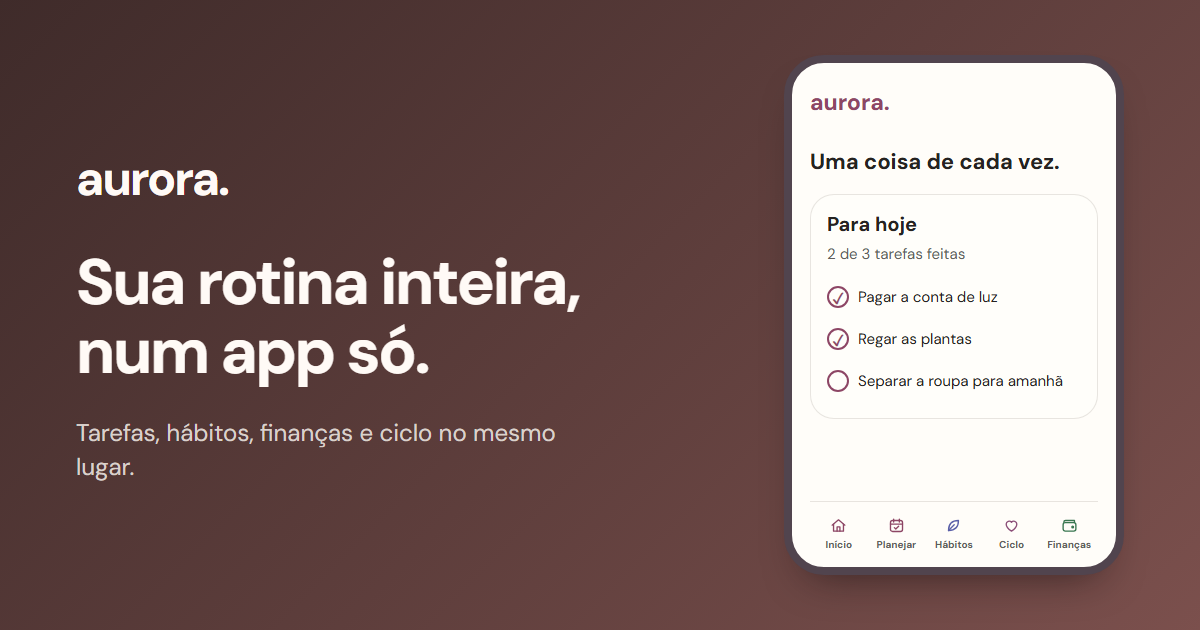 aurora.
Sua rotina inteira,
num app só.
Tarefas, hábitos, finanças e ciclo no mesmo
lugar.
aurora.
Uma coisa de cada vez.
Para hoje
2 de 3 tarefas feitas
Pagar a conta de luz
Regar as plantas
Separar a roupa para amanhã
Início Planejar Hábitos Ciclo Finanças